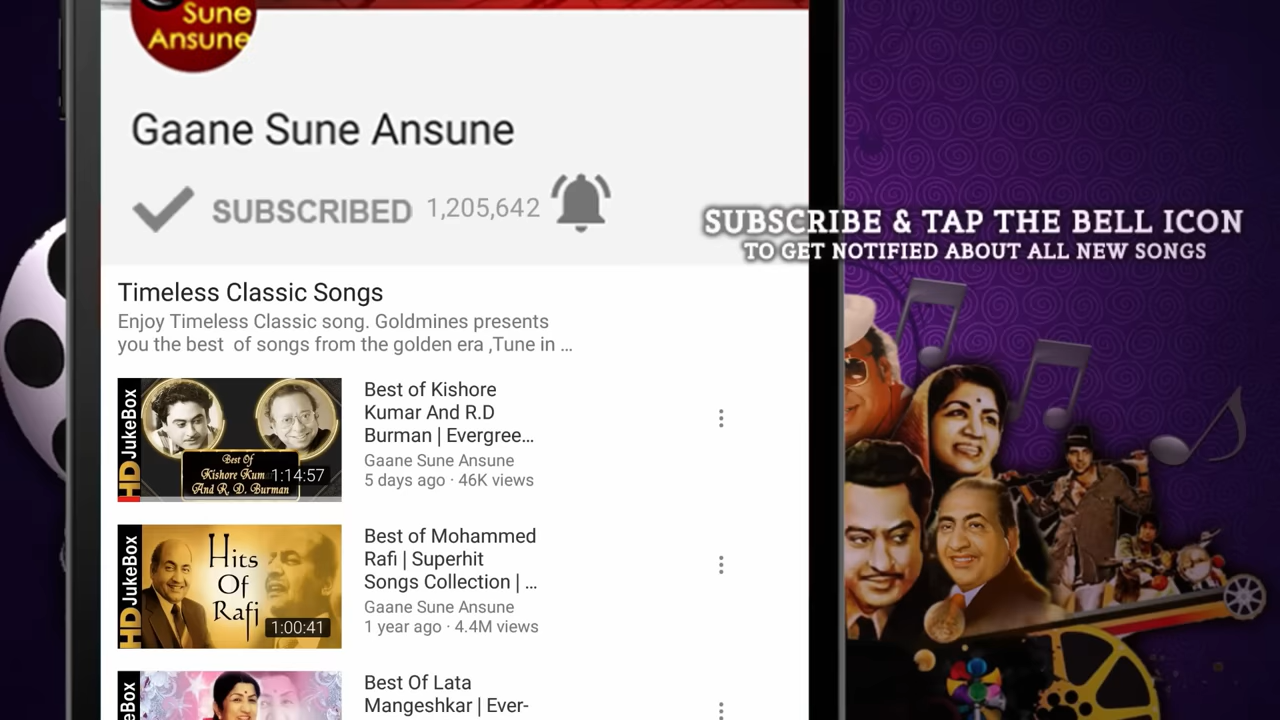 Sune
Ansune
Gaane Sune Ansune
SUBSCRIBED 1,205,642
SUBSCRIBE & TAP THE BELL ICON
TO GET NOTIFIED ABOUT ALL NEW SONGS
Timeless Classic Songs
Enjoy Timeless Classic song. Goldmines presents
you the best of songs from the golden era ,Tune in ...
HD JukeBox
Best Of
Kishore Kum
And R. D. Burman
1:14:57
Best of Kishore
Kumar And R.D
Burman | Evergree...
Gaane Sune Ansune
5 days ago · 46K views
HD JukeBox
Hits
Of
Rafi
1:00:41
Best of Mohammed
Rafi | Superhit
Songs Collection | ...
Gaane Sune Ansune
1 year ago · 4.4M views
eBox
Best Of Lata
Mangeshkar | Ever-